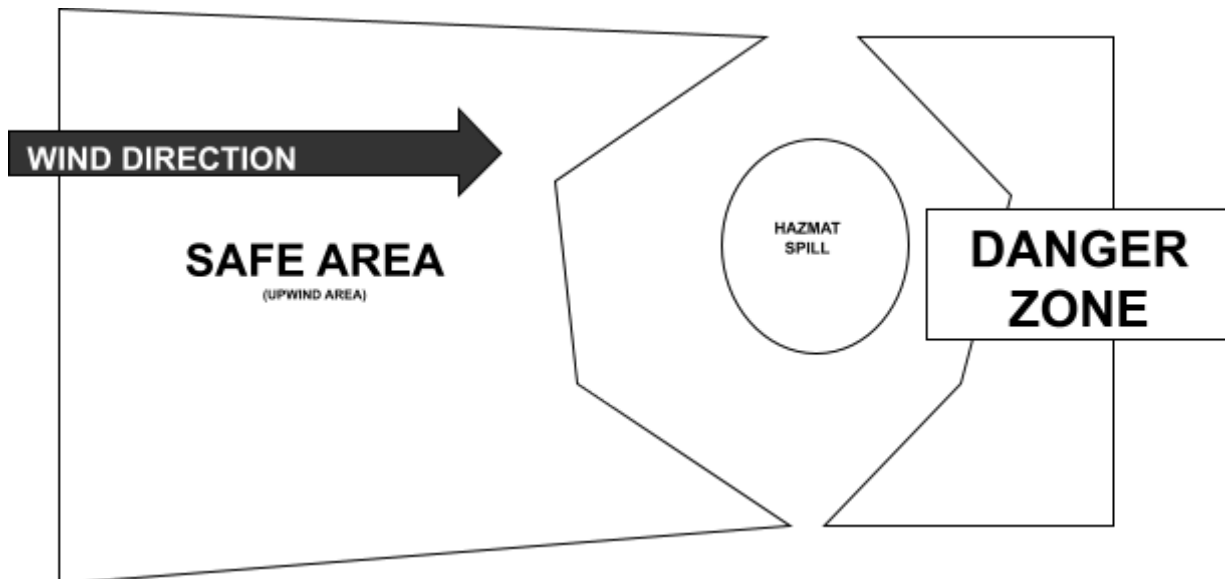 WIND DIRECTION
SAFE AREA
(UPWIND AREA)
HAZMAT
SPILL
DANGER
ZONE